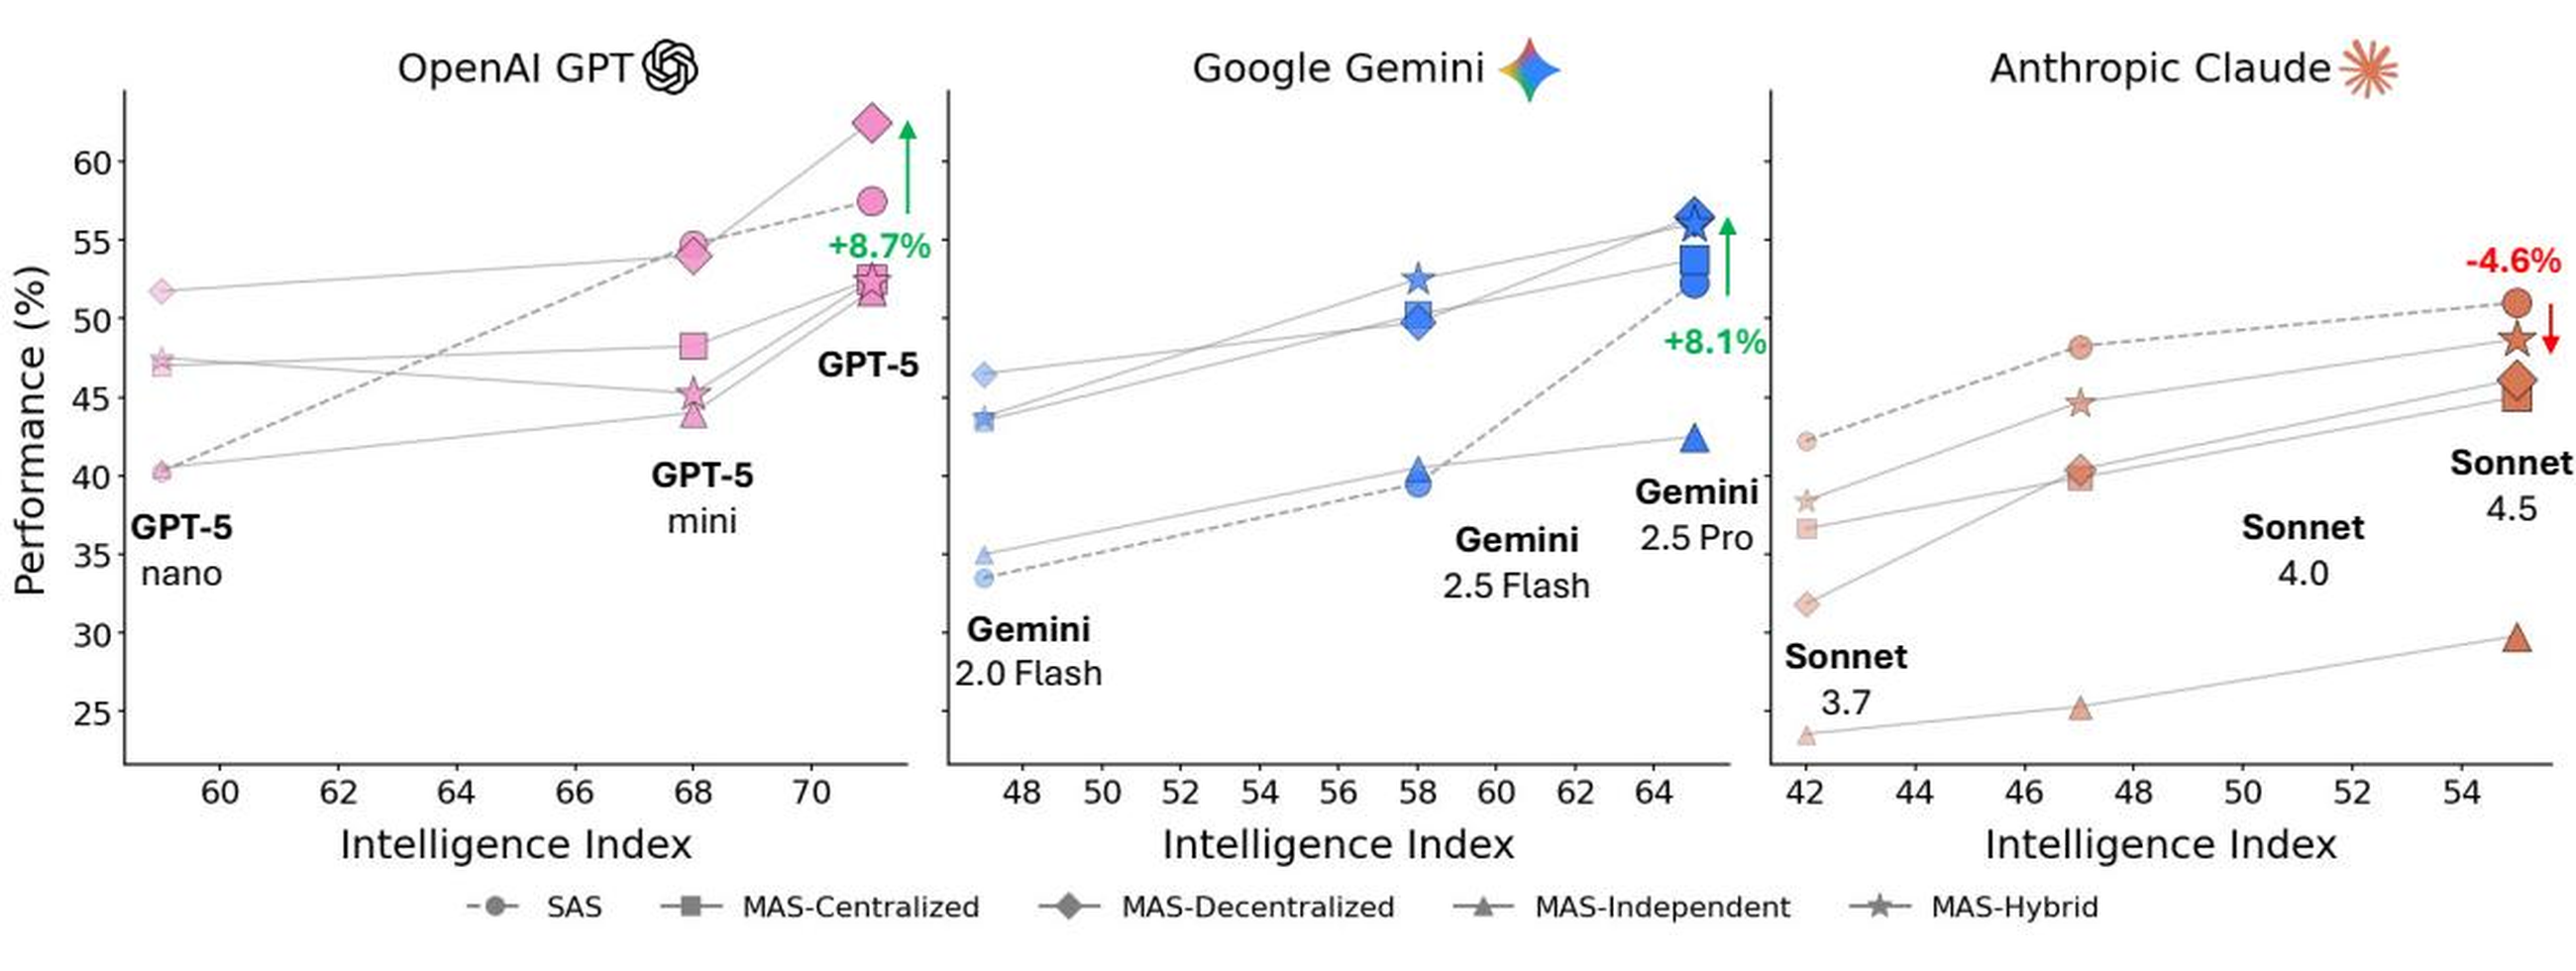 OpenAI GPT
Google Gemini
Anthropic Claude
Performance (%)
60
55
50
45
40
35
30
25
+8.7%
GPT-5
GPT-5
mini
GPT-5
nano
60 62 64 66 68 70
Intelligence Index
+8.1%
Gemini
2.5 Pro
Gemini
2.5 Flash
Gemini
2.0 Flash
48 50 52 54 56 58 60 62 64
Intelligence Index
-4.6%
Sonnet
4.5
Sonnet
4.0
Sonnet
3.7
42 44 46 48 50 52 54
Intelligence Index
SAS MAS-Centralized MAS-Decentralized MAS-Independent MAS-Hybrid